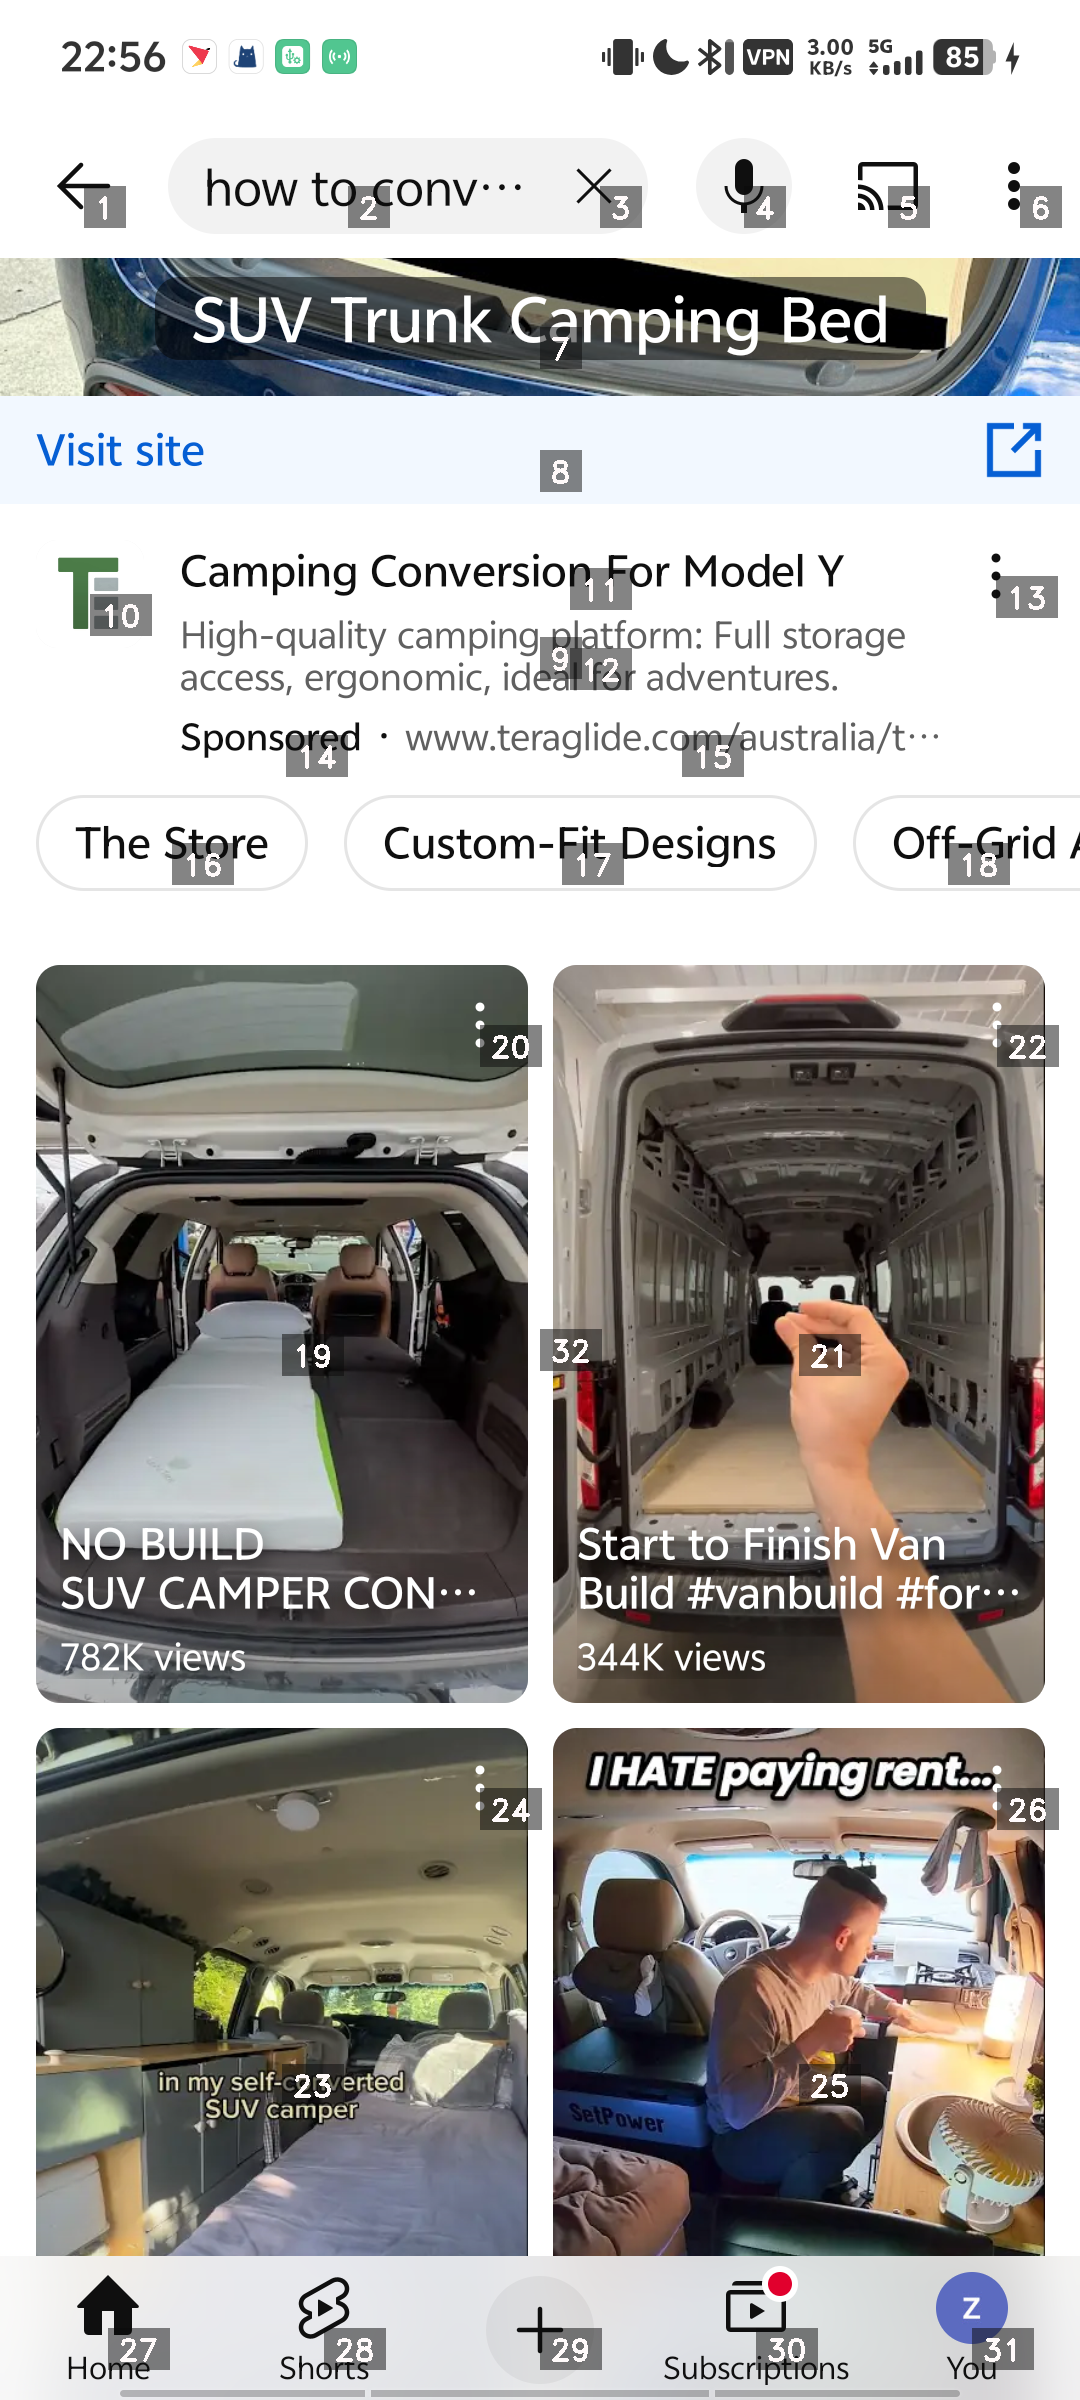 22:56
VPN
3.00
KB/s
5G
85
how to conv...
1
2
3
4
5
6
SUV Trunk Camping Bed
7
Visit site
8
Camping Conversion For Model Y
11
13
TE
10
High-quality camping platform: Full storage
access, ergonomic, ideal for adventures.
9
12
Sponsored · www.teraglide.com/australia/t...
14
15
The Store
Custom-Fit Designs
Off-Grid A
16
17
18
20
22
19
32
21
NO BUILD
SUV CAMPER CON...
782K views
Start to Finish Van
Build #vanbuild #for...
344K views
I HATE paying rent...
24
26
in my self-converted
SUV camper
23
25
SetPower
Z
27
28
29
30
31
Home
Shorts
Subscriptions
You